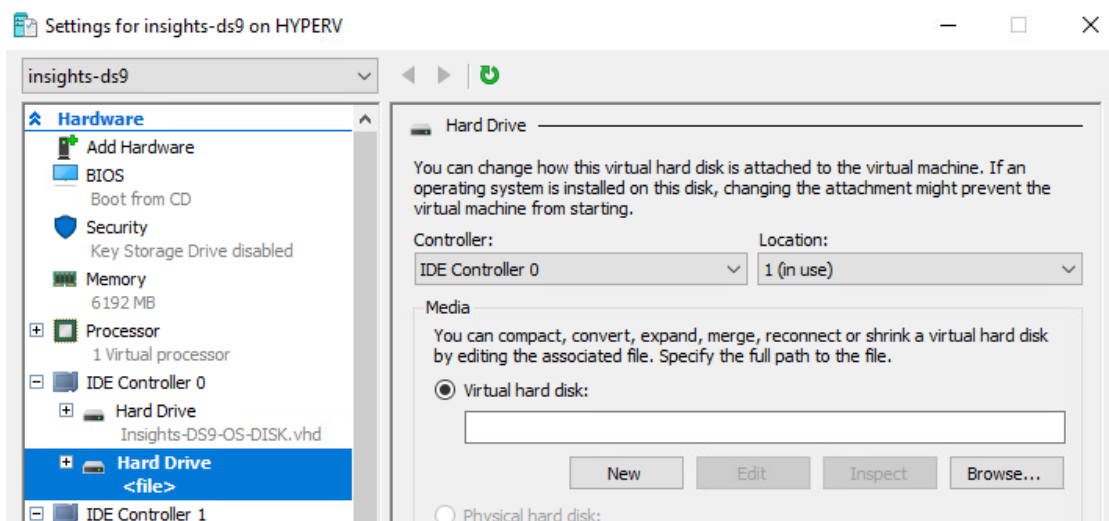 Settings for insights-ds9 on HYPERV
insights-ds9
Hardware
Add Hardware
BIOS
Boot from CD
Security
Key Storage Drive disabled
Memory
6192 MB
Processor
1 Virtual processor
IDE Controller 0
Hard Drive
Insights-DS9-OS-DISK.vhd
Hard Drive
<file>
IDE Controller 1
Hard Drive
You can change how this virtual hard disk is attached to the virtual machine. If an
operating system is installed on this disk, changing the attachment might prevent the
virtual machine from starting.
Controller: Location:
IDE Controller 0 1 (in use)
Media
You can compact, convert, expand, merge, reconnect or shrink a virtual hard disk
by editing the associated file. Specify the full path to the file.
Virtual hard disk:
New Edit Inspect Browse...
Physical hard disk: